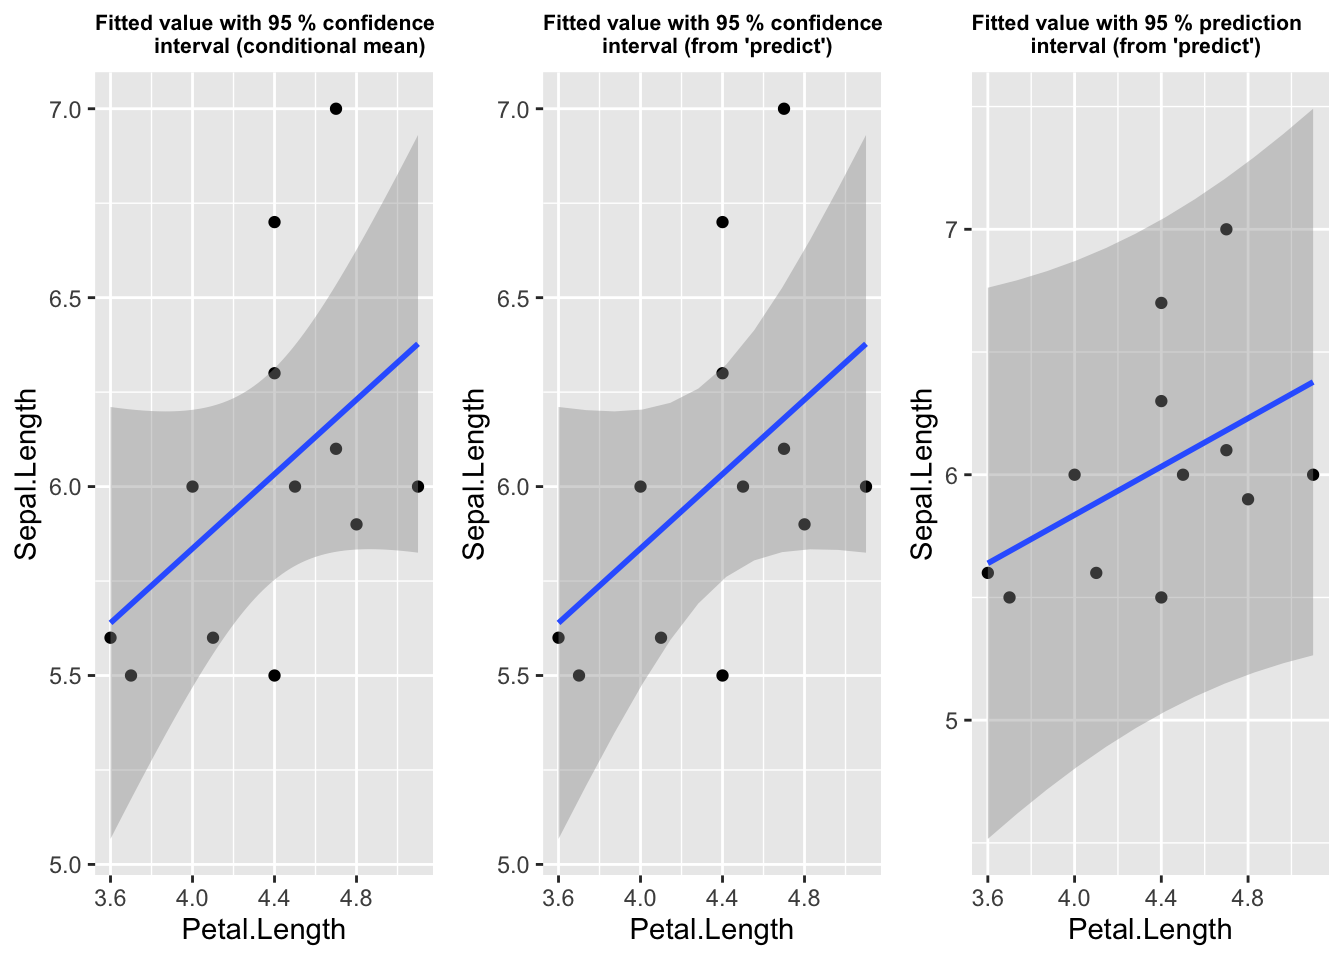 Fitted value with 95 % confidence
interval (conditional mean)
7.0
6.5
6.0
5.5
5.0
Sepal.Length
3.6 4.0 4.4 4.8
Petal.Length
Fitted value with 95 % confidence
interval (from 'predict')
7.0
6.5
6.0
5.5
5.0
Sepal.Length
3.6 4.0 4.4 4.8
Petal.Length
Fitted value with 95 % prediction
interval (from 'predict')
7
6
5
Sepal.Length
3.6 4.0 4.4 4.8
Petal.Length